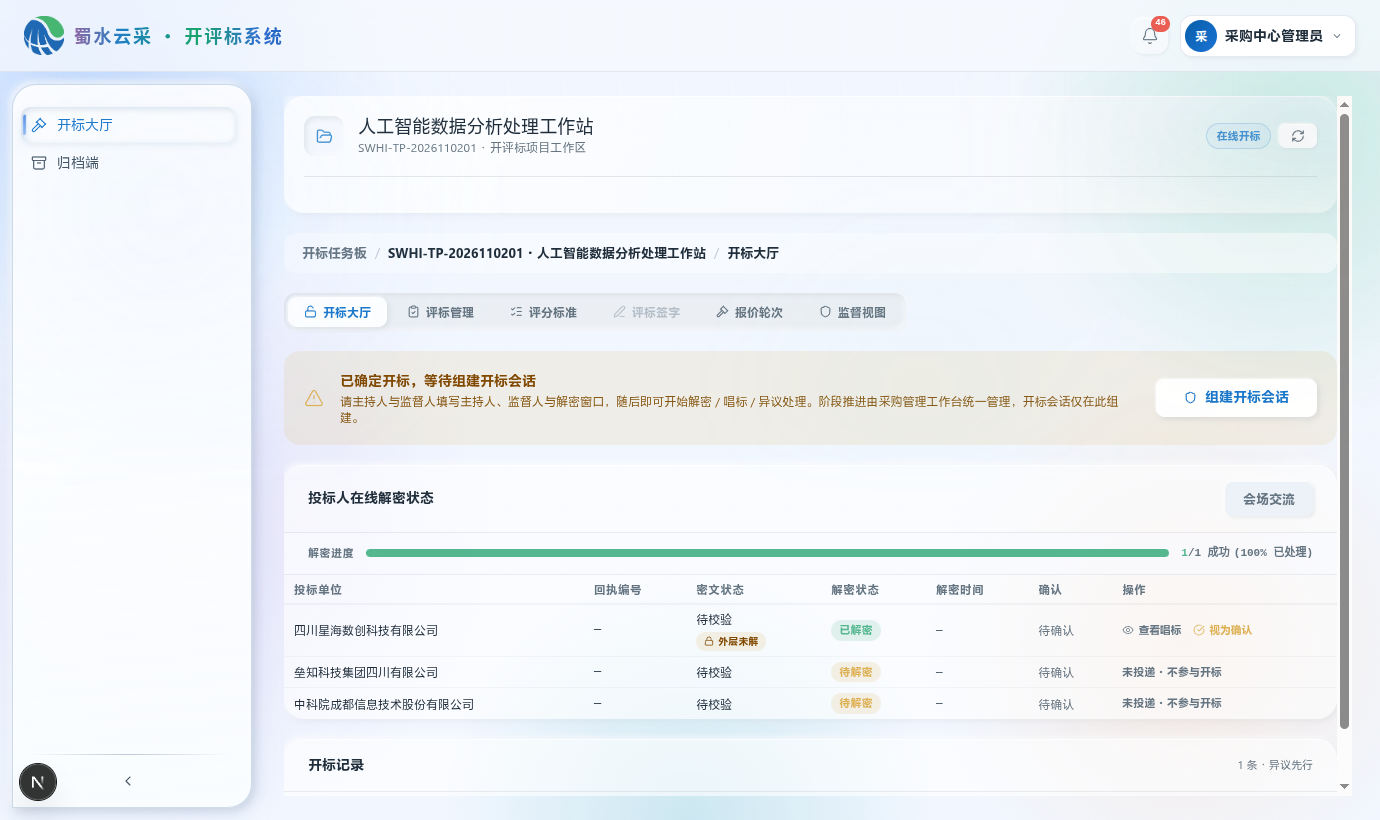 蜀水云采 · 开评标系统
46
采
采购中心管理员
开标大厅
归档端
人工智能数据分析处理工作站
SWHI-TP-2026110201 · 开评标项目工作区
在线开标
开标任务板 / SWHI-TP-2026110201 · 人工智能数据分析处理工作站 / 开标大厅
开标大厅 评标管理 评分标准 评标签字 报价轮次 监督视图
已确定开标，等待组建开标会话
请主持人与监督人填写主持人、监督人与解密窗口，随后即可开始解密 / 唱标 / 异议处理。阶段推进由采购管理工作台统一管理，开标会话仅在此组
建。
组建开标会话
投标人在线解密状态
会场交流
解密进度 1/1 成功 (100% 已处理)
投标单位 回执编号 密文状态 解密状态 解密时间 确认 操作
四川星海数创科技有限公司 — 待校验 外层未解 已解密 — 待确认 查看唱标 视为确认
垒知科技集团四川有限公司 — 待校验 待解密 — 待确认 未投递 · 不参与开标
中科院成都信息技术股份有限公司 — 待校验 待解密 — 待确认 未投递 · 不参与开标
开标记录
1 条 · 异议先行
N